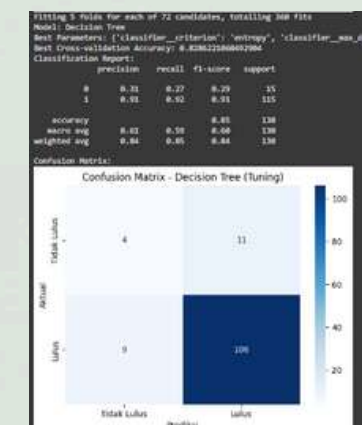 Fitting 5 folds for each of 72 candidates, totalling 360 fits
Model: Decision Tree
Best Parameters: {'classifier__criterion': 'entropy', 'classifier__max_d
Best Cross-validation Accuracy:
Classification Report:
precision recall f1-score support
0 0.31 0.27 0.29 15
1 0.91 0.92 0.91 115
accuracy 0.85 130
macro avg 0.61 0.59 0.60 130
weighted avg 0.84 0.85 0.84 130
Confusion Matrix:
Confusion Matrix - Decision Tree (Tuning)
Tidak Lulus 4 11
Lulus 9 106
Aktual
100
80
60
40
20
Tidak Lulus Lulus